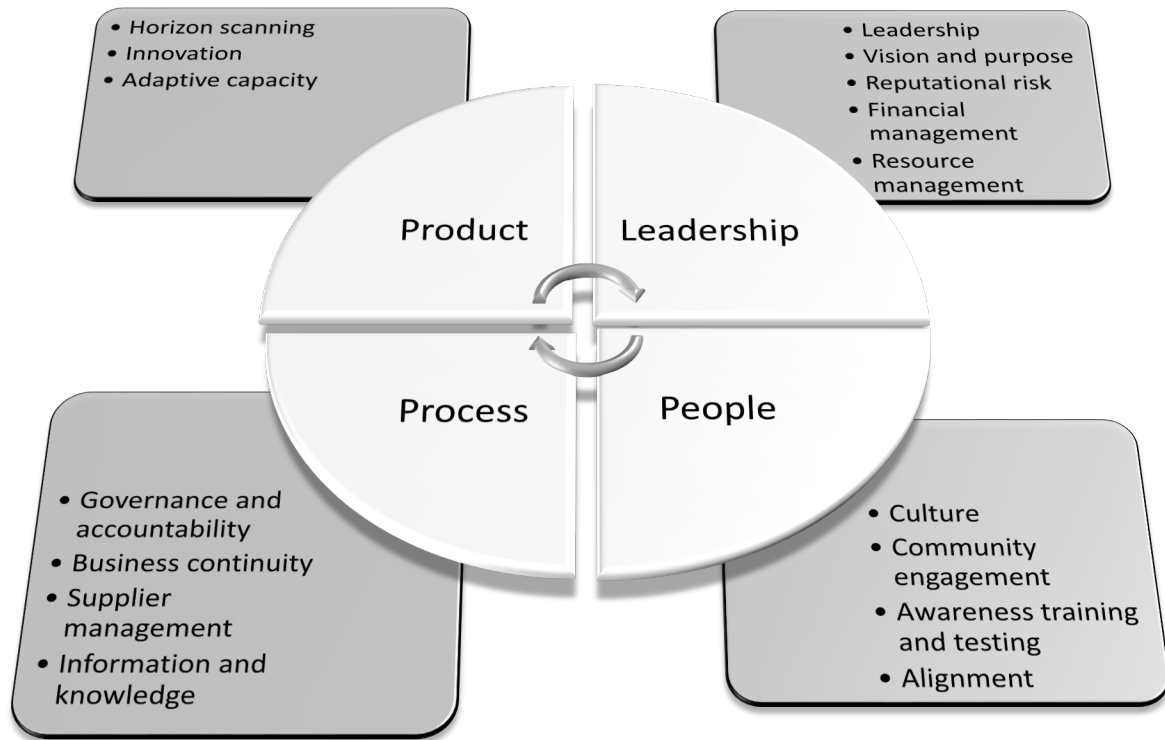 • Horizon scanning
• Innovation
• Adaptive capacity
• Leadership
• Vision and purpose
• Reputational risk
• Financial
management
• Resource
management
Product
Leadership
Process
People
• Governance and
accountability
• Business continuity
• Supplier
management
• Information and
knowledge
• Culture
• Community
engagement
• Awareness training
and testing
• Alignment